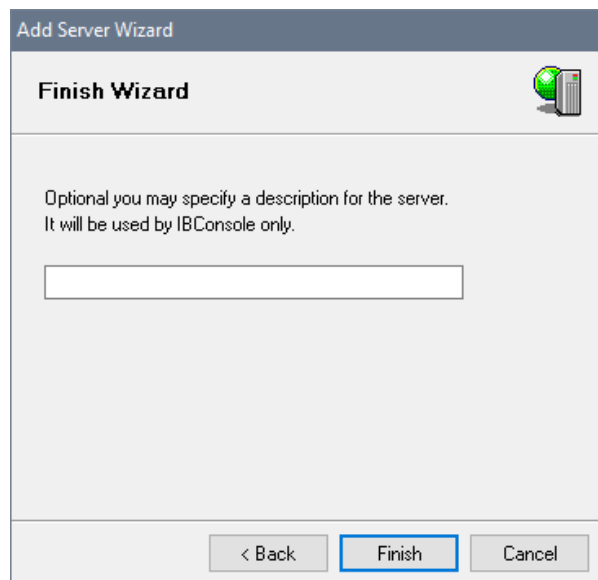 Add Server Wizard
Finish Wizard
Optional you may specify a description for the server.
It will be used by IBConsole only.
< Back
Finish
Cancel